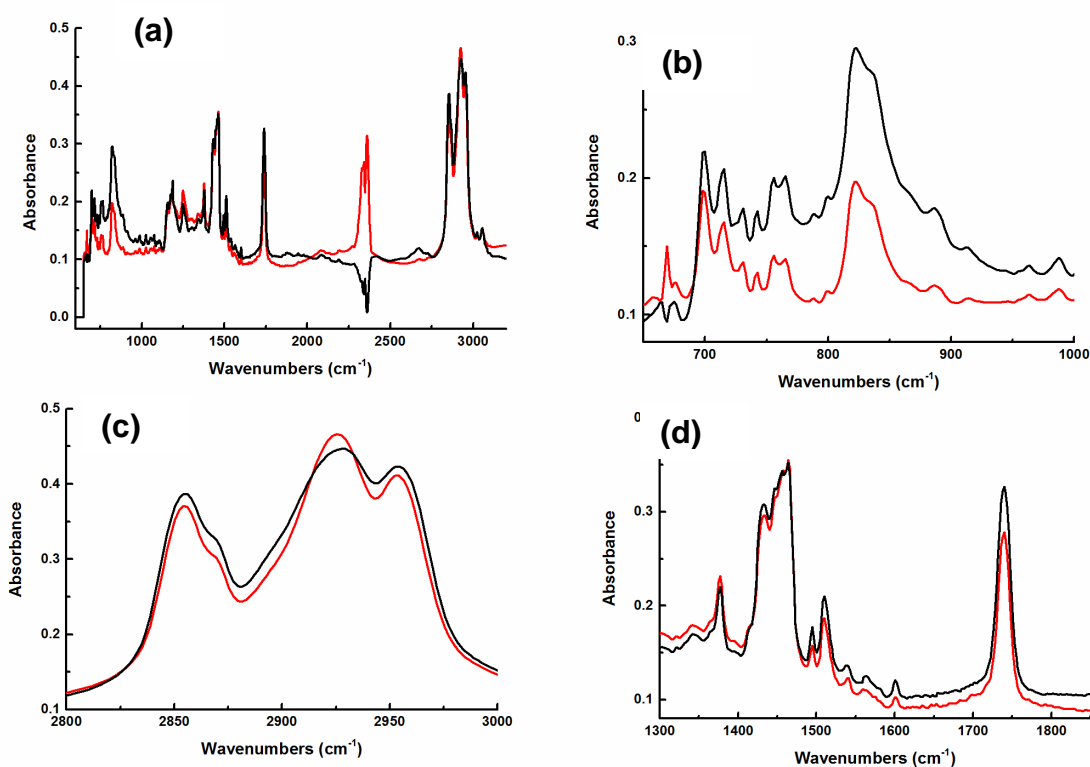 (a)
0.5
0.4
0.3
0.2
0.1
0.0
Absorbance
1000 1500 2000 2500 3000
Wavenumbers (cm-1)
(b)
0.3
0.2
0.1
Absorbance
700 800 900 1000
Wavenumbers (cm-1)
(c)
0.5
0.4
0.3
0.2
0.1
Absorbance
2800 2850 2900 2950 3000
Wavenumbers (cm-1)
(d)
0.3
0.2
0.1
Absorbance
1300 1400 1500 1600 1700 1800
Wavenumbers (cm-1)